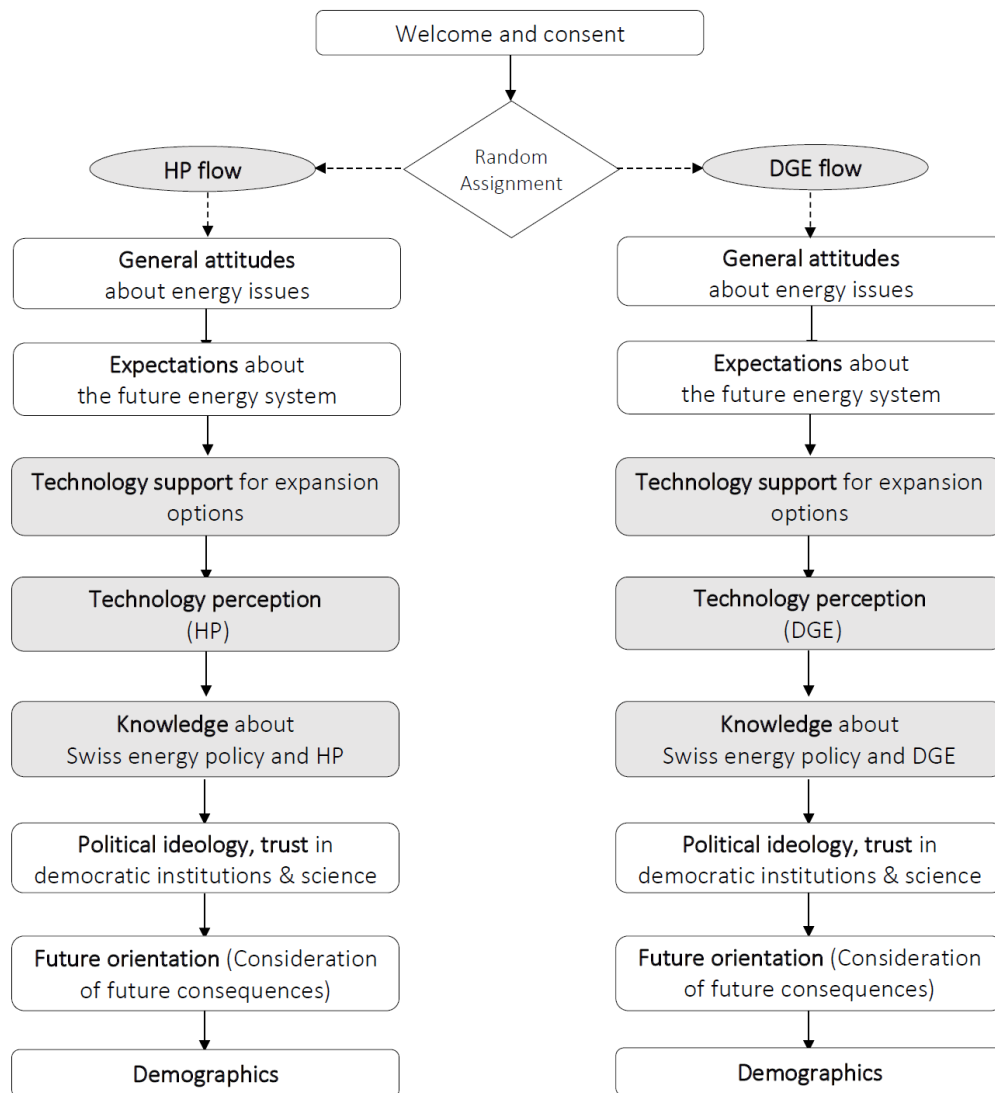 Welcome and consent
Random
Assignment
HP flow
General attitudes
about energy issues
Expectations about
the future energy system
Technology support for expansion
options
Technology perception
(HP)
Knowledge about
Swiss energy policy and HP
Political ideology, trust in
democratic institutions & science
Future orientation (Consideration
of future consequences)
Demographics
DGE flow
General attitudes
about energy issues
Expectations about
the future energy system
Technology support for expansion
options
Technology perception
(DGE)
Knowledge about
Swiss energy policy and DGE
Political ideology, trust in
democratic institutions & science
Future orientation (Consideration
of future consequences)
Demographics